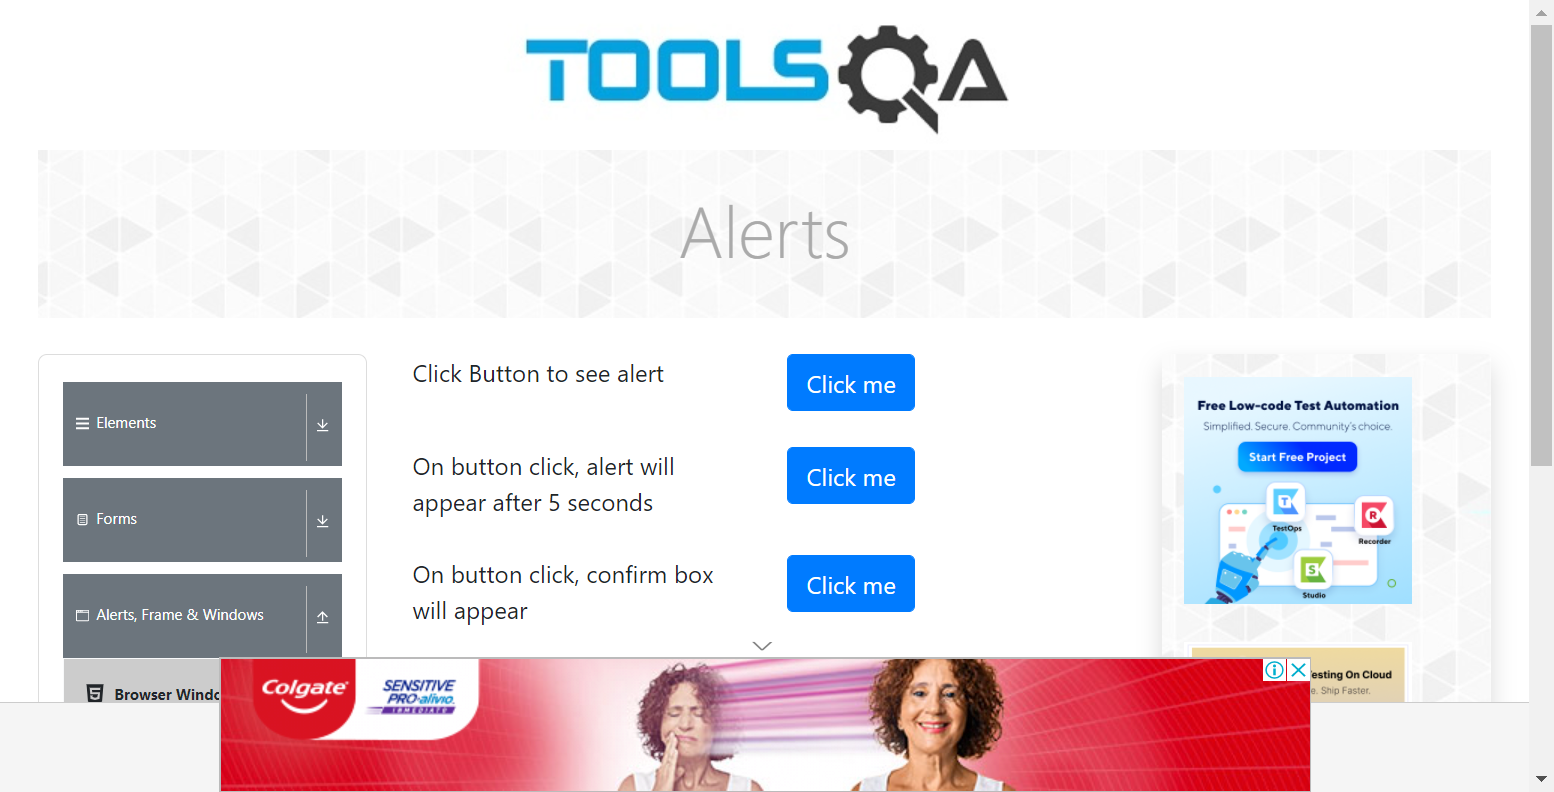 TOOLSQA
Alerts
Elements
Forms
Alerts, Frame & Windows
Browser Windo
Click Button to see alert
Click me
On button click, alert will
appear after 5 seconds
Click me
On button click, confirm box
will appear
Click me
Free Low-code Test Automation
Simplified. Secure. Community's choice.
Start Free Project
TestOps
Recorder
Studio
esting On Cloud
e. Ship Faster.
Colgate
SENSITIVE
PRO-alivio
INMEDIATO